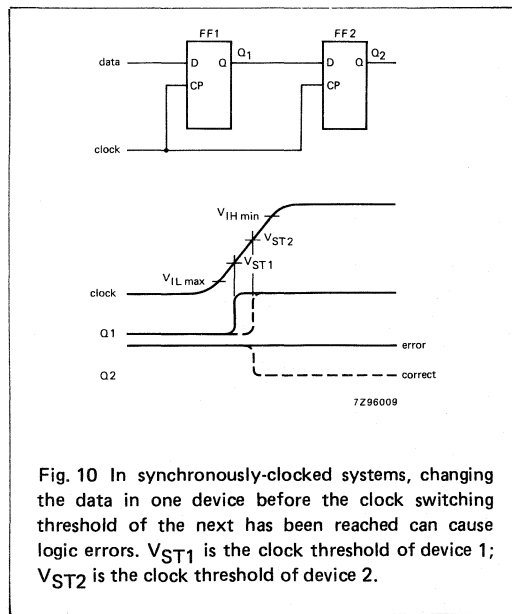 FF1 FF2
data D Q Q1 D Q Q2
CP CP
clock
VIH min
VST2
VST1
VIL max
clock
Q1
error
Q2
correct
7Z96009
Fig. 10 In synchronously-clocked systems, changing
the data in one device before the clock switching
threshold of the next has been reached can cause
logic errors. VST1 is the clock threshold of device 1;
VST2 is the clock threshold of device 2.